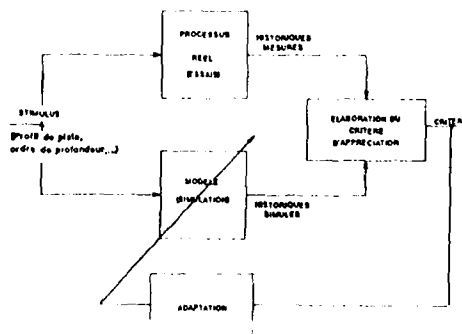 PROCESSUS
REEL
(ESSAIS)
HISTORIQUES
MESURES
STIMULUS
(Profil de piste,
ordre de profondeur,...)
ELABORATION DU
CRITERE
D'APPRECIATION
CRITERE
MODELE
(SIMULATION)
HISTORIQUES
SIMULES
ADAPTATION